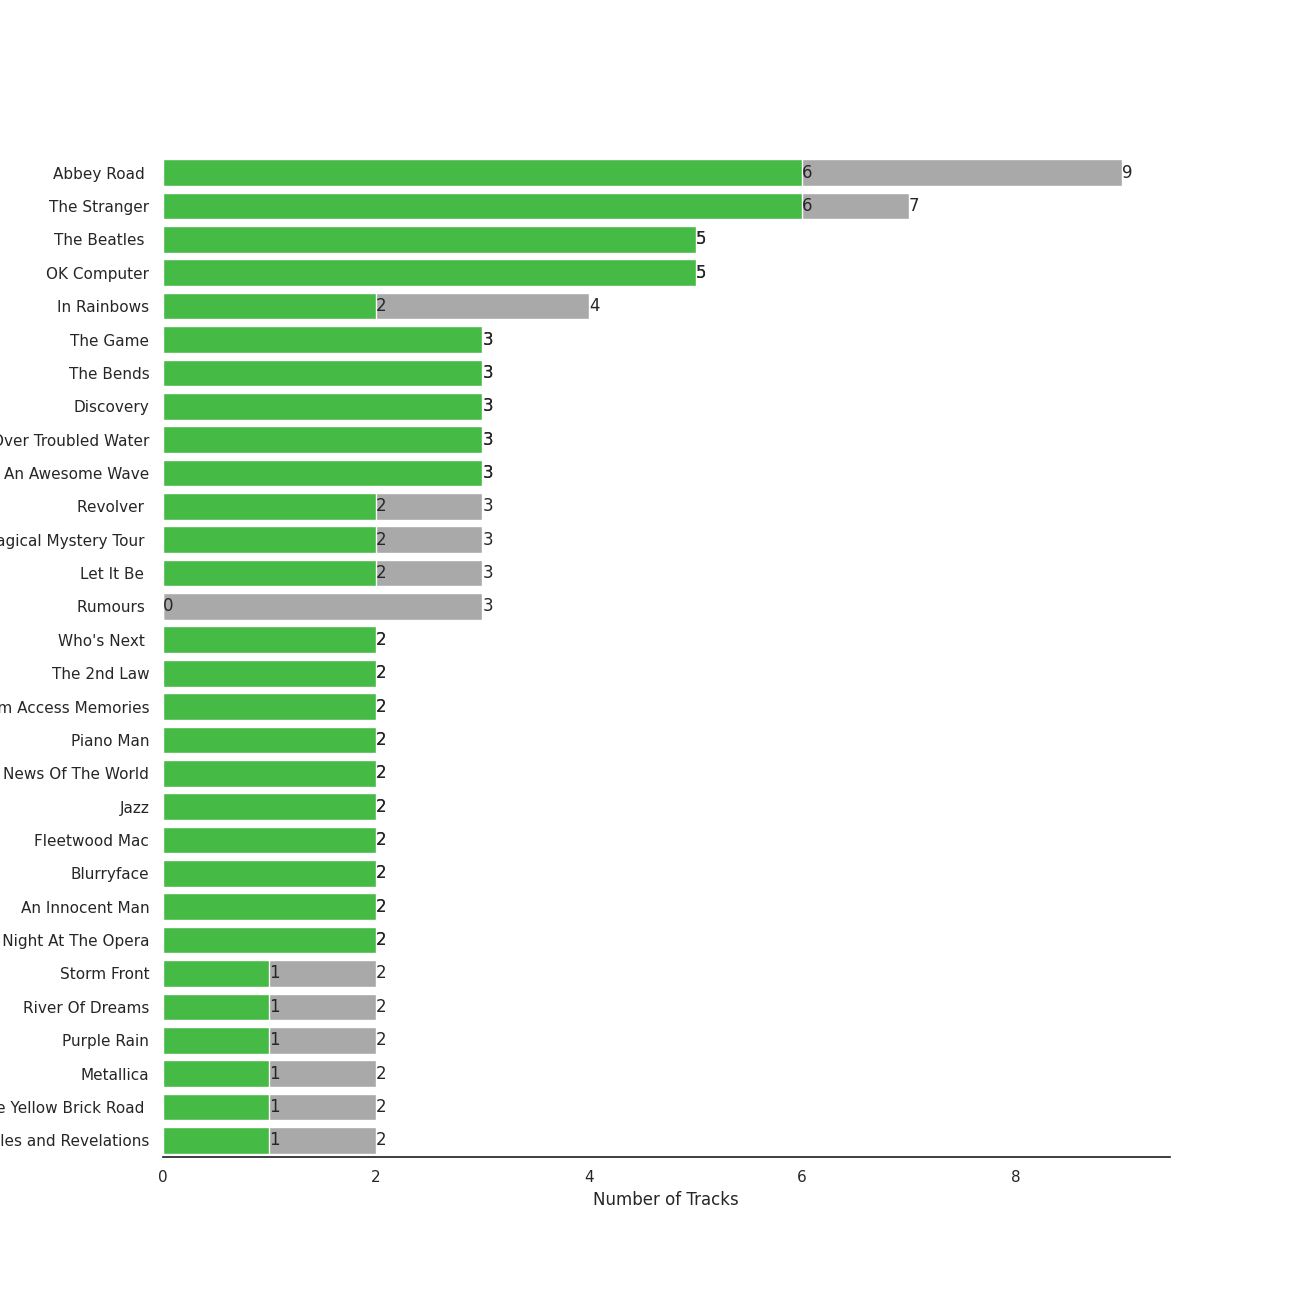 Abbey Road 6 9
The Stranger 6 7
The Beatles 5
OK Computer 5
In Rainbows 2 4
The Game 3
The Bends 3
Discovery 3
Over Troubled Water 3
An Awesome Wave 3
Revolver 2 3
agical Mystery Tour 2 3
Let It Be 2 3
Rumours 0 3
Who's Next 2
The 2nd Law 2
m Access Memories 2
Piano Man 2
News Of The World 2
Jazz 2
Fleetwood Mac 2
Blurryface 2
An Innocent Man 2
Night At The Opera 2
Storm Front 1 2
River Of Dreams 1 2
Purple Rain 1 2
Metallica 1 2
e Yellow Brick Road 1 2
les and Revelations 1 2
0 2 4 6 8
Number of Tracks